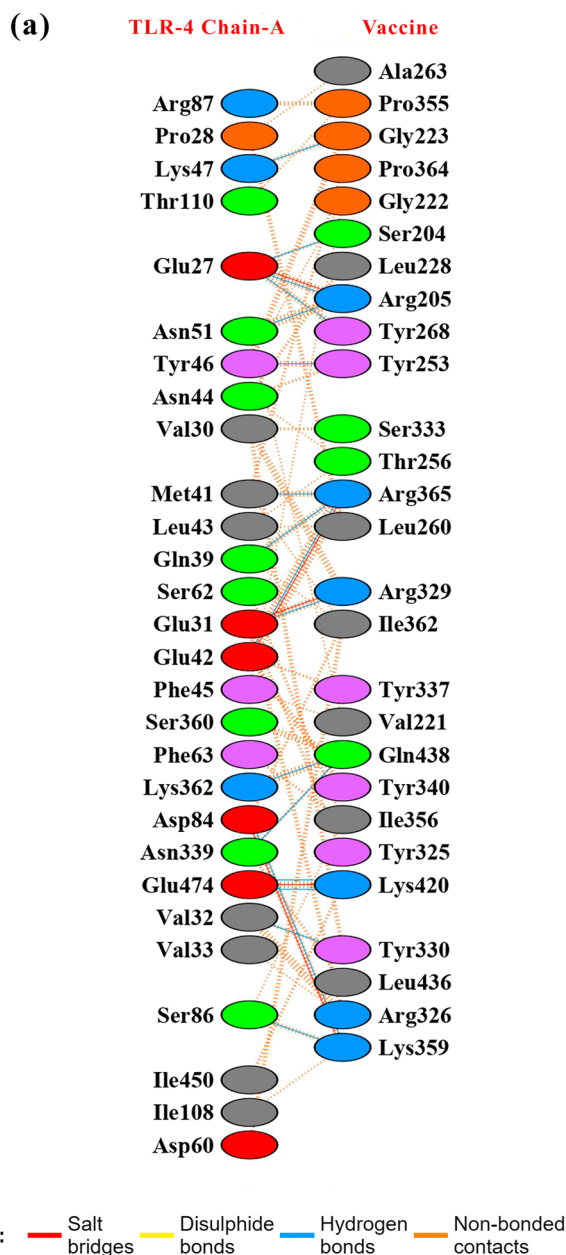 (a)
TLR-4 Chain-A Vaccine
Ala263
Arg87 Pro355
Pro28 Gly223
Lys47 Pro364
Thr110 Gly222
Ser204
Glu27 Leu228
Arg205
Asn51 Tyr268
Tyr46 Tyr253
Asn44
Val30 Ser333
Thr256
Met41 Arg365
Leu43 Leu260
Gln39
Ser62 Arg329
Glu31 Ile362
Glu42
Phe45 Tyr337
Ser360 Val221
Phe63 Gln438
Lys362 Tyr340
Asp84 Ile356
Asn339 Tyr325
Glu474 Lys420
Val32
Val33 Tyr330
Leu436
Ser86 Arg326
Lys359
Ile450
Ile108
Asp60
: Salt bridges Disulphide bonds Hydrogen bonds Non-bonded contacts